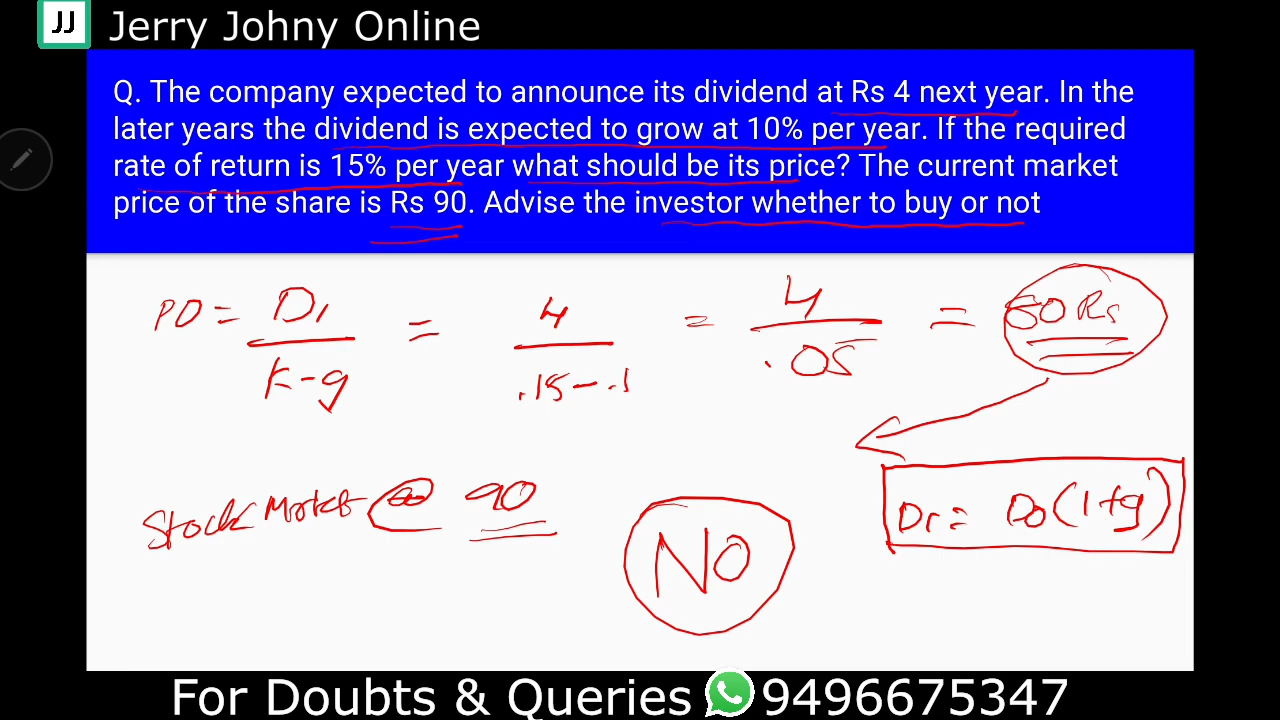 JJ Jerry Johny Online
Q. The company expected to announce its dividend at Rs 4 next year. In the
later years the dividend is expected to grow at 10% per year. If the required
rate of return is 15% per year what should be its price? The current market
price of the share is Rs 90. Advise the investor whether to buy or not
P0 = D1 / K-g = 4 / .15-.1 = 4 / .05 = 80 Rs
Stock Market @ 90
NO
D1 = D0 (1+g)
For Doubts & Queries 9496675347